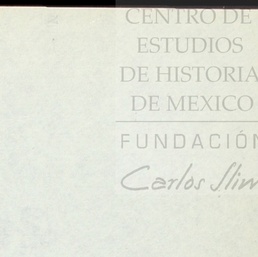 CENTRO DE
ESTUDIOS
DE HISTORIA
DE MEXICO
FUNDACIÓN
Carlos Slim